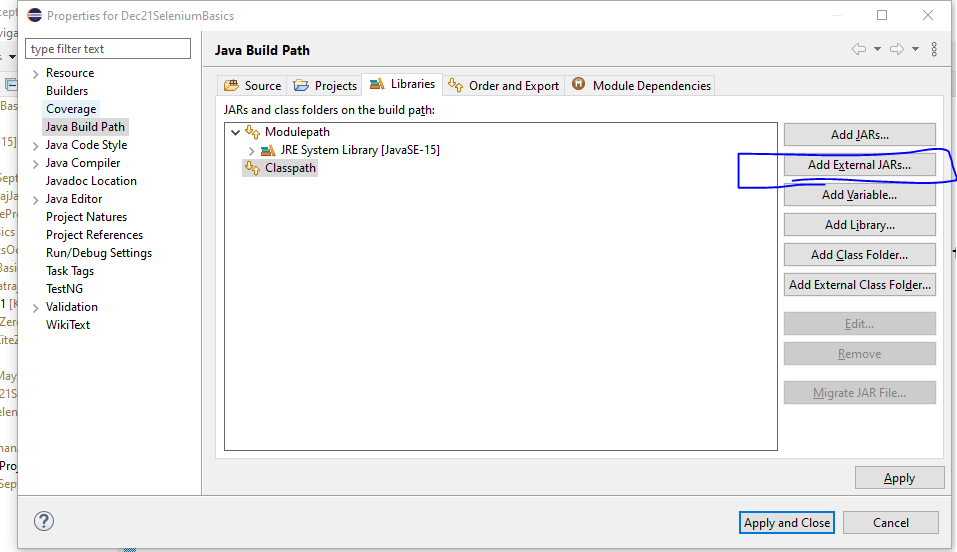 Properties for Dec21SeleniumBasics
type filter text
Resource
Builders
Coverage
Java Build Path
Java Code Style
Java Compiler
Javadoc Location
Java Editor
Project Natures
Project References
Run/Debug Settings
Task Tags
TestNG
Validation
WikiText
Java Build Path
Source Projects Libraries Order and Export M Module Dependencies
JARs and class folders on the build path:
Modulepath
JRE System Library [JavaSE-15]
Classpath
Add JARs...
Add External JARs...
Add Variable...
Add Library...
Add Class Folder...
Add External Class Folder...
Edit...
Remove
Migrate JAR File...
Apply
?
Apply and Close Cancel